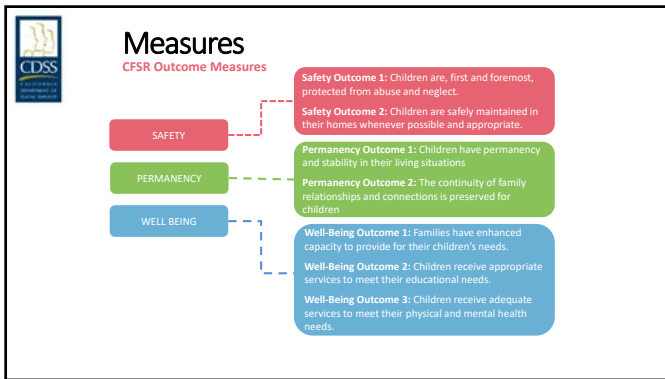 CDSS
CALIFORNIA
DEPARTMENT OF
SOCIAL SERVICES
Measures
CFSR Outcome Measures
SAFETY
PERMANENCY
WELL BEING
Safety Outcome 1: Children are, first and foremost,
protected from abuse and neglect.
Safety Outcome 2: Children are safely maintained in
their homes whenever possible and appropriate.
Permanency Outcome 1: Children have permanency
and stability in their living situations
Permanency Outcome 2: The continuity of family
relationships and connections is preserved for
children
Well-Being Outcome 1: Families have enhanced
capacity to provide for their children's needs.
Well-Being Outcome 2: Children receive appropriate
services to meet their educational needs.
Well-Being Outcome 3: Children receive adequate
services to meet their physical and mental health
needs.